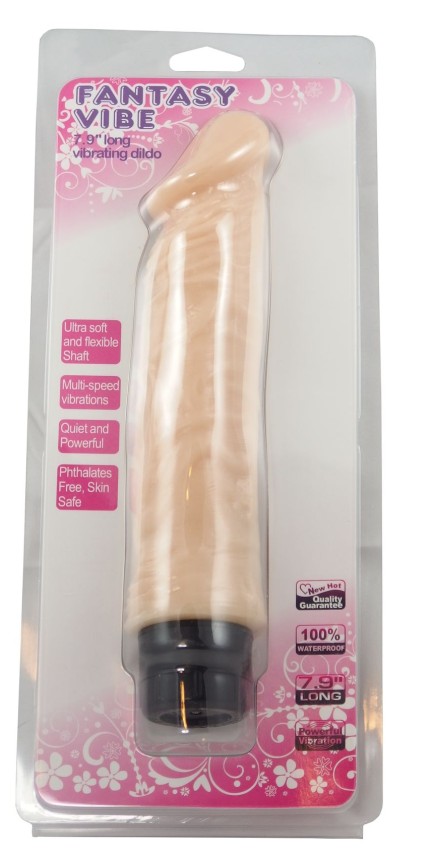 FANTASY
VIBE
7.9" long
vibrating dildo
Ultra soft
and flexible
Shaft
Multi-speed
vibrations
Quiet and
Powerful
Phthalates
Free, Skin
Safe
New Hot
Quality
Guarantee
100%
WATERPROOF
7.9"
LONG
Powerful
Vibration